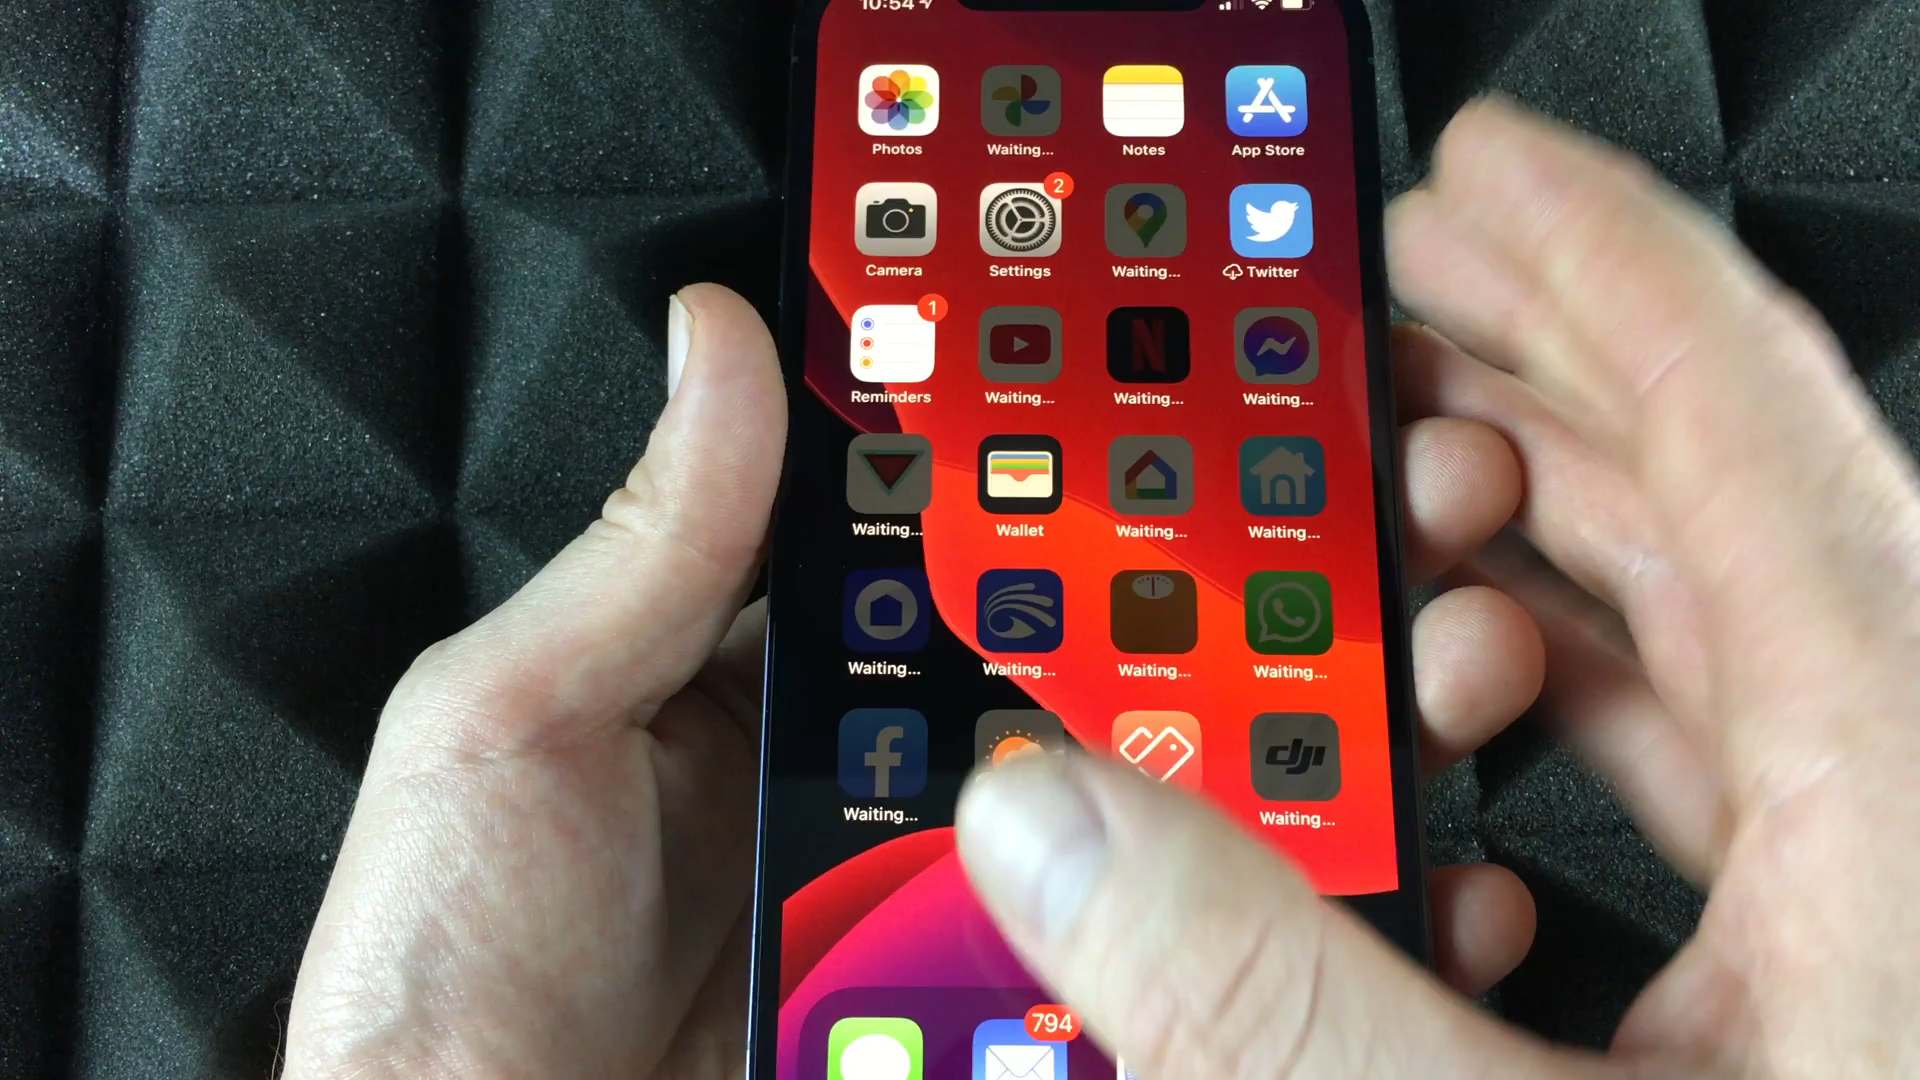 10:54
Photos Waiting... Notes App Store
2
Camera Settings Waiting... Twitter
1
Reminders Waiting... Waiting... Waiting...
Waiting... Wallet Waiting... Waiting...
Waiting... Waiting... Waiting... Waiting...
dji
Waiting... Waiting...
794